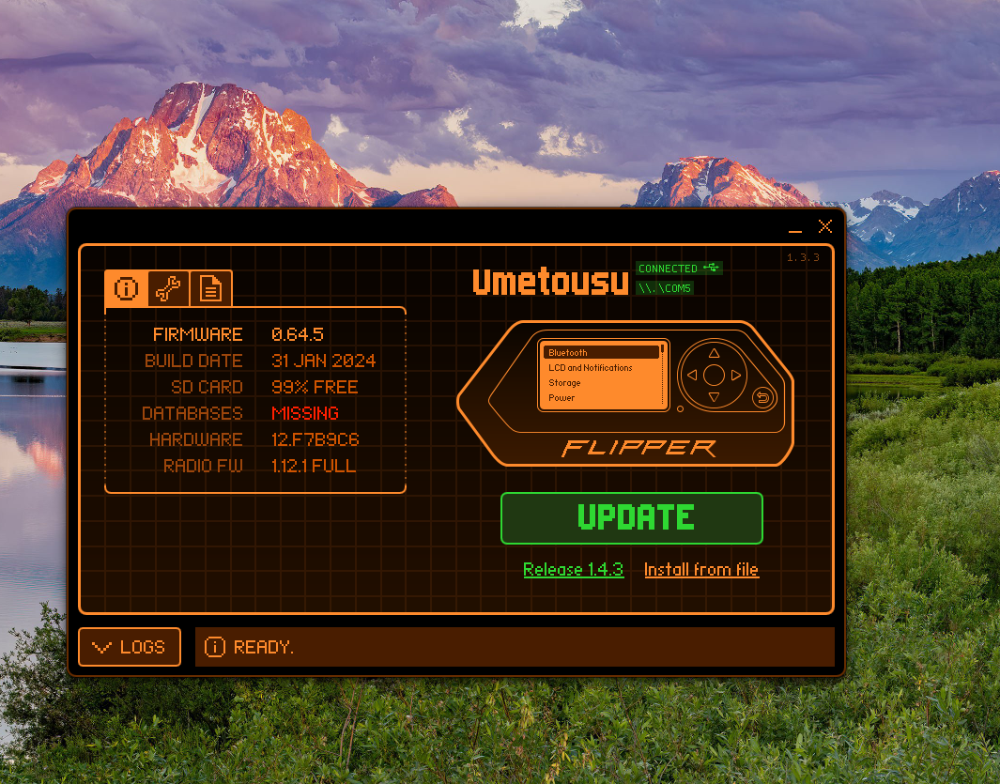 1.3.3
Umetousu
CONNECTED
\\.\COM5
FIRMWARE 0.64.5
BUILD DATE 31 JAN 2024
SD CARD 99% FREE
DATABASES MISSING
HARDWARE 12.F7B9C6
RADIO FW 1.12.1 FULL
Bluetooth
LCD and Notifications
Storage
Power
FLIPPER
UPDATE
Release 1.4.3 Install from file
LOGS
READY.